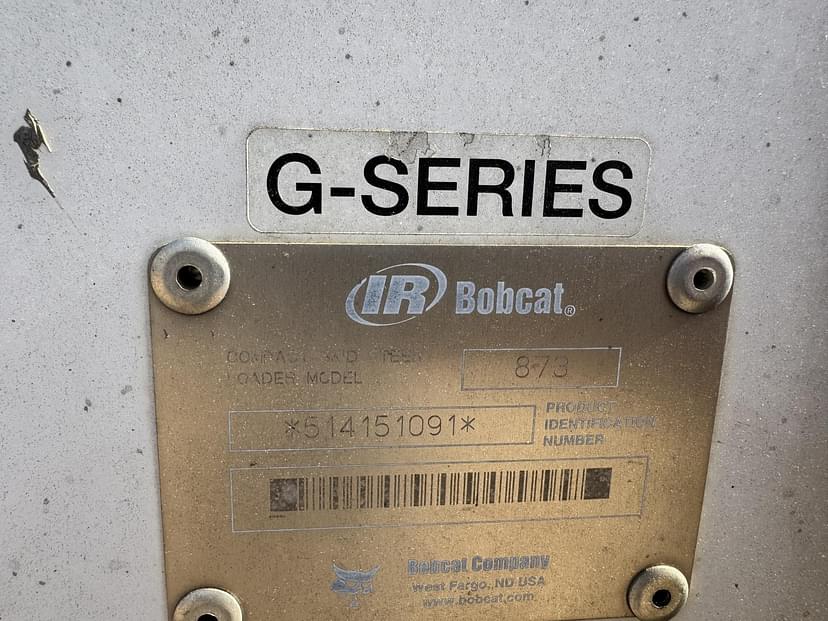 G-SERIES
IR Bobcat®
COMPACT SKID STEER
LOADER MODEL
873
*514151091*
PRODUCT
IDENTIFICATION
NUMBER
Bobcat Company
West Fargo, ND USA
www.bobcat.com